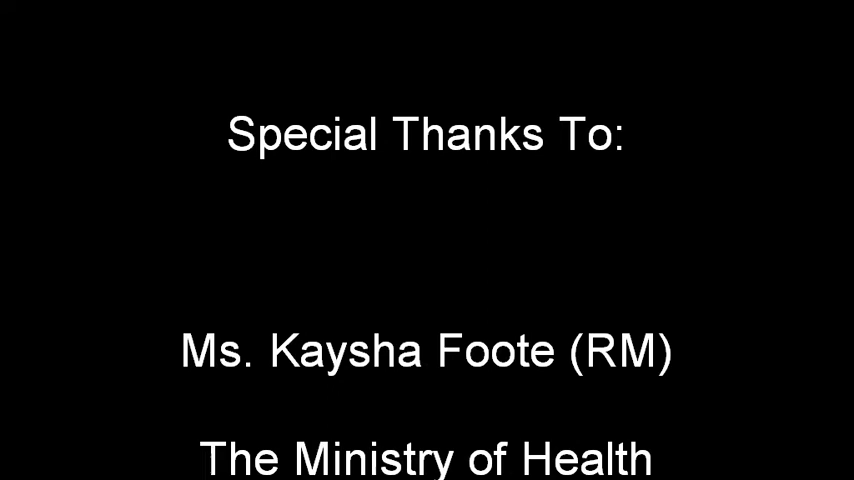 Special Thanks To:
Ms. Kaysha Foote (RM)
The Ministry of Health